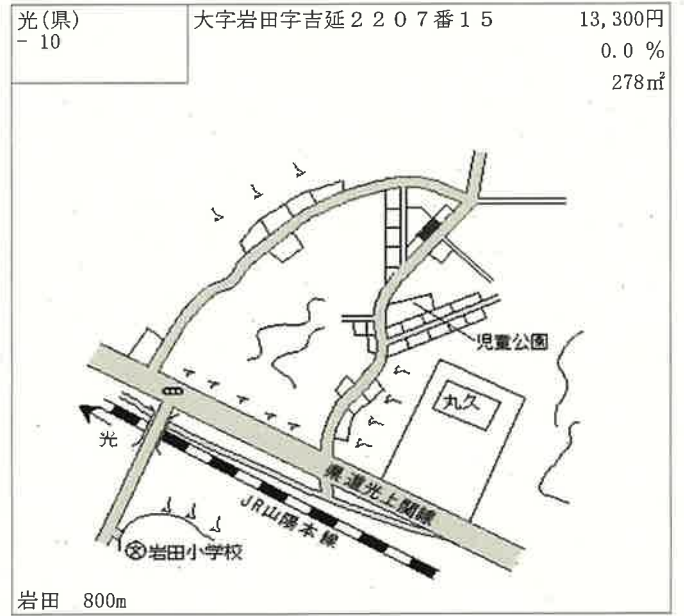 光(県)
- 10
大字岩田字吉延２２０７番１５
13,300円
0.0 %
278㎡
児童公園
丸久
光
県道光上関線
JR山陽本線
文岩田小学校
岩田 800m